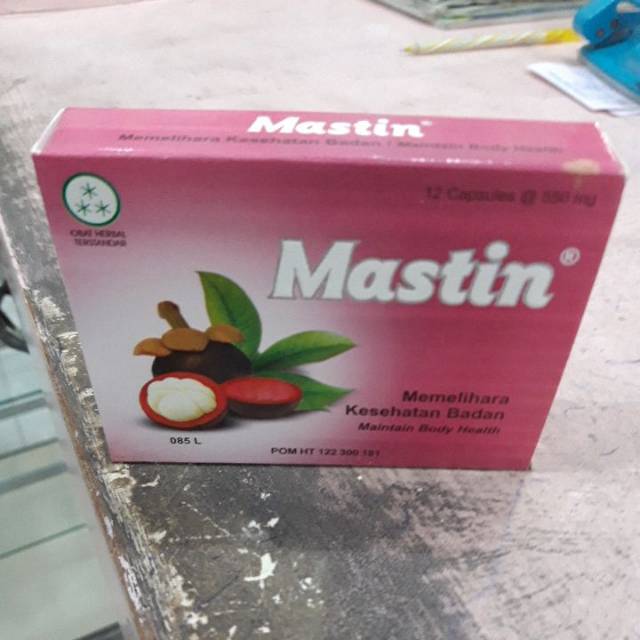 Mastin®
Memelihara Kesehatan Badan / Maintain Body Health
12 Capsules @ 550 mg
OBAT HERBAL
TERSTANDAR
Mastin®
Memelihara
Kesehatan Badan
Maintain Body Health
085 L
POM HT 122 300 181